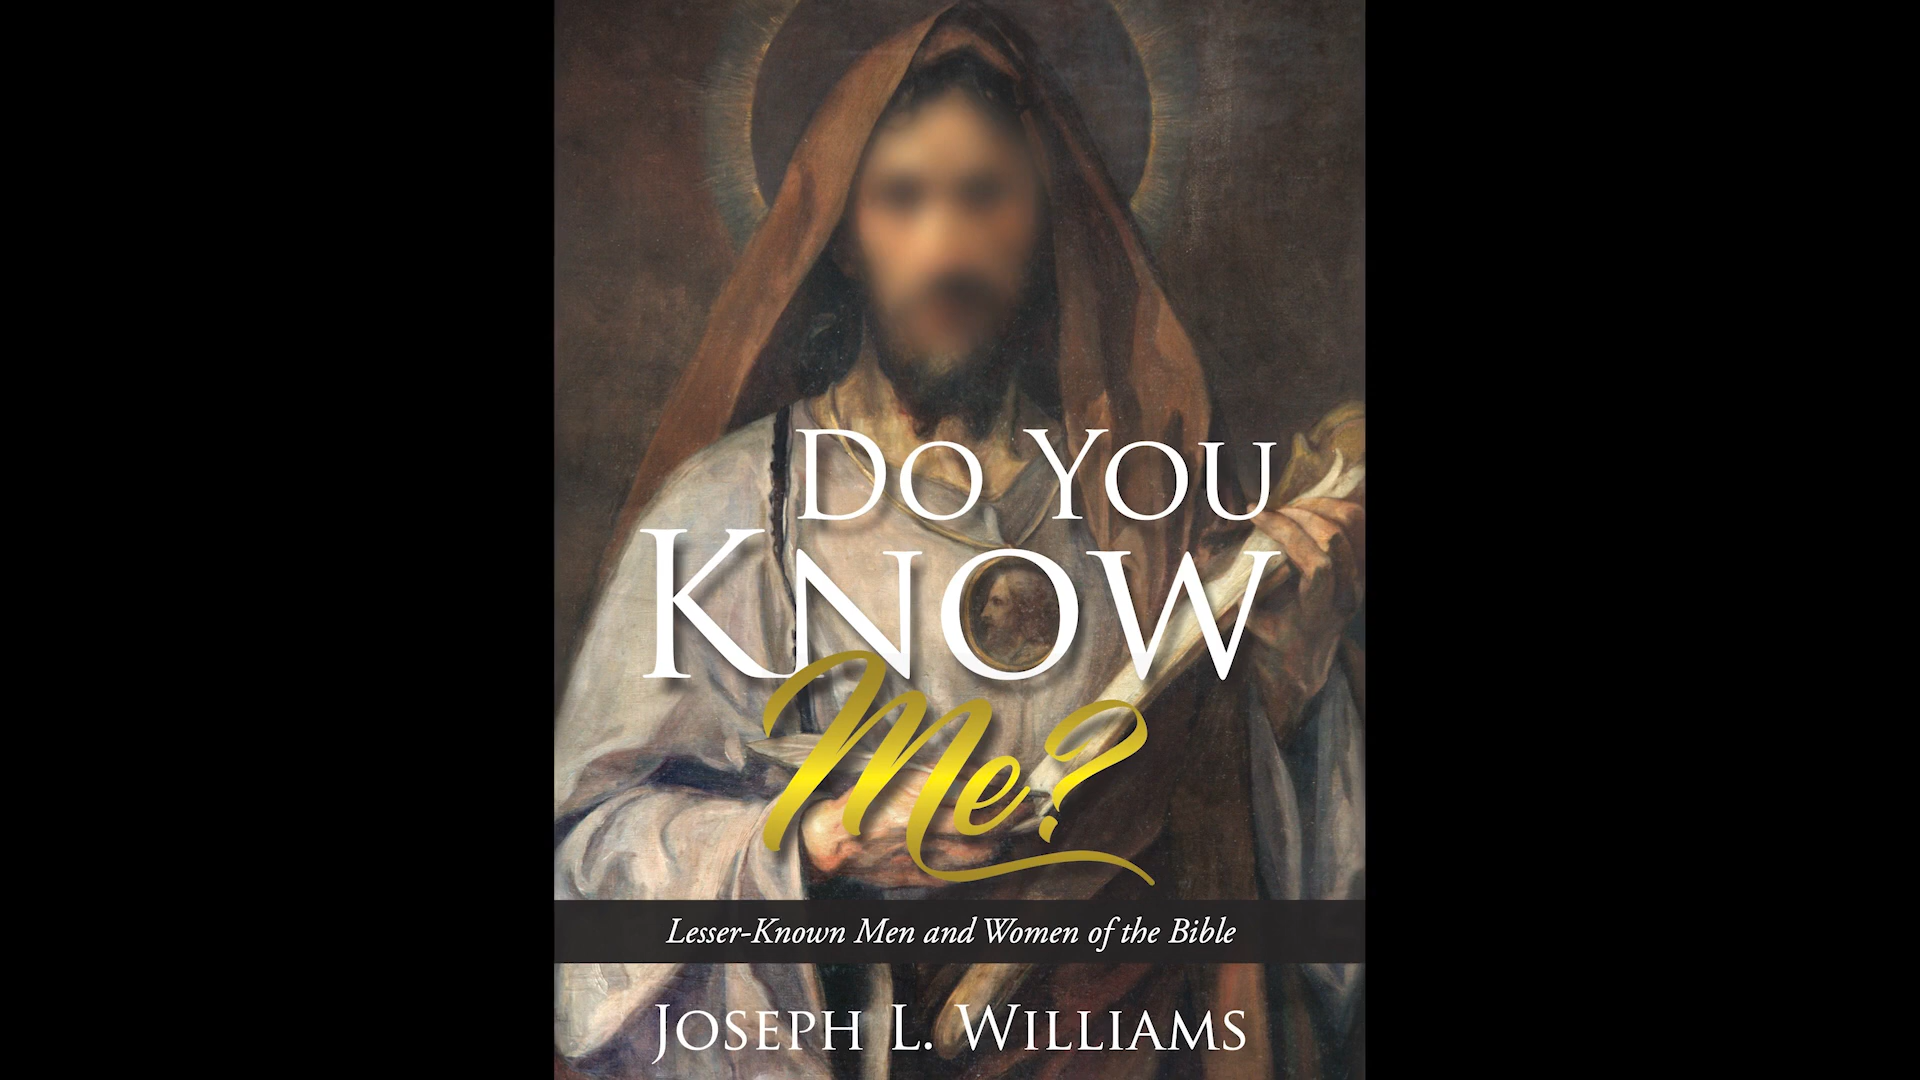 Do You
Know
Me?
Lesser-Known Men and Women of the Bible
Joseph L. Williams